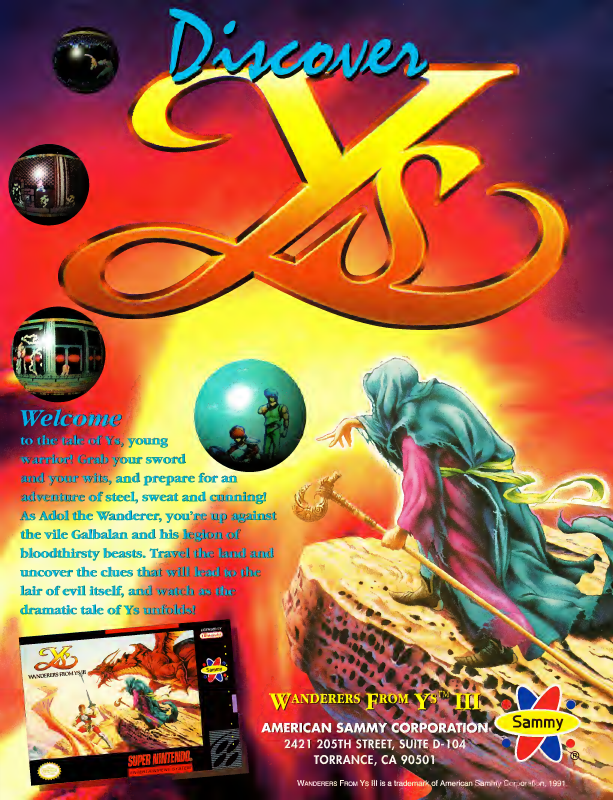 Discover
Ys
Welcome
to the tale of Ys, young
warrior! Grab your sword
and your wits, and prepare for an
adventure of steel, sweat and cunning!
As Adol the Wanderer, you're up against
the vile Galbalan and his legion of
bloodthirsty beasts. Travel the land and
uncover the clues that will lead to the
lair of evil itself, and watch as the
dramatic tale of Ys unfolds!
Ys
WANDERERS FROM YS III
Nintendo
Sammy
SUPER NINTENDO
WANDERERS FROM YS™ III
AMERICAN SAMMY CORPORATION
2421 205TH STREET, SUITE D-104
TORRANCE, CA 90501
Sammy
®
WANDERERS FROM YS III is a trademark of American Sammy Corporation, 1991.